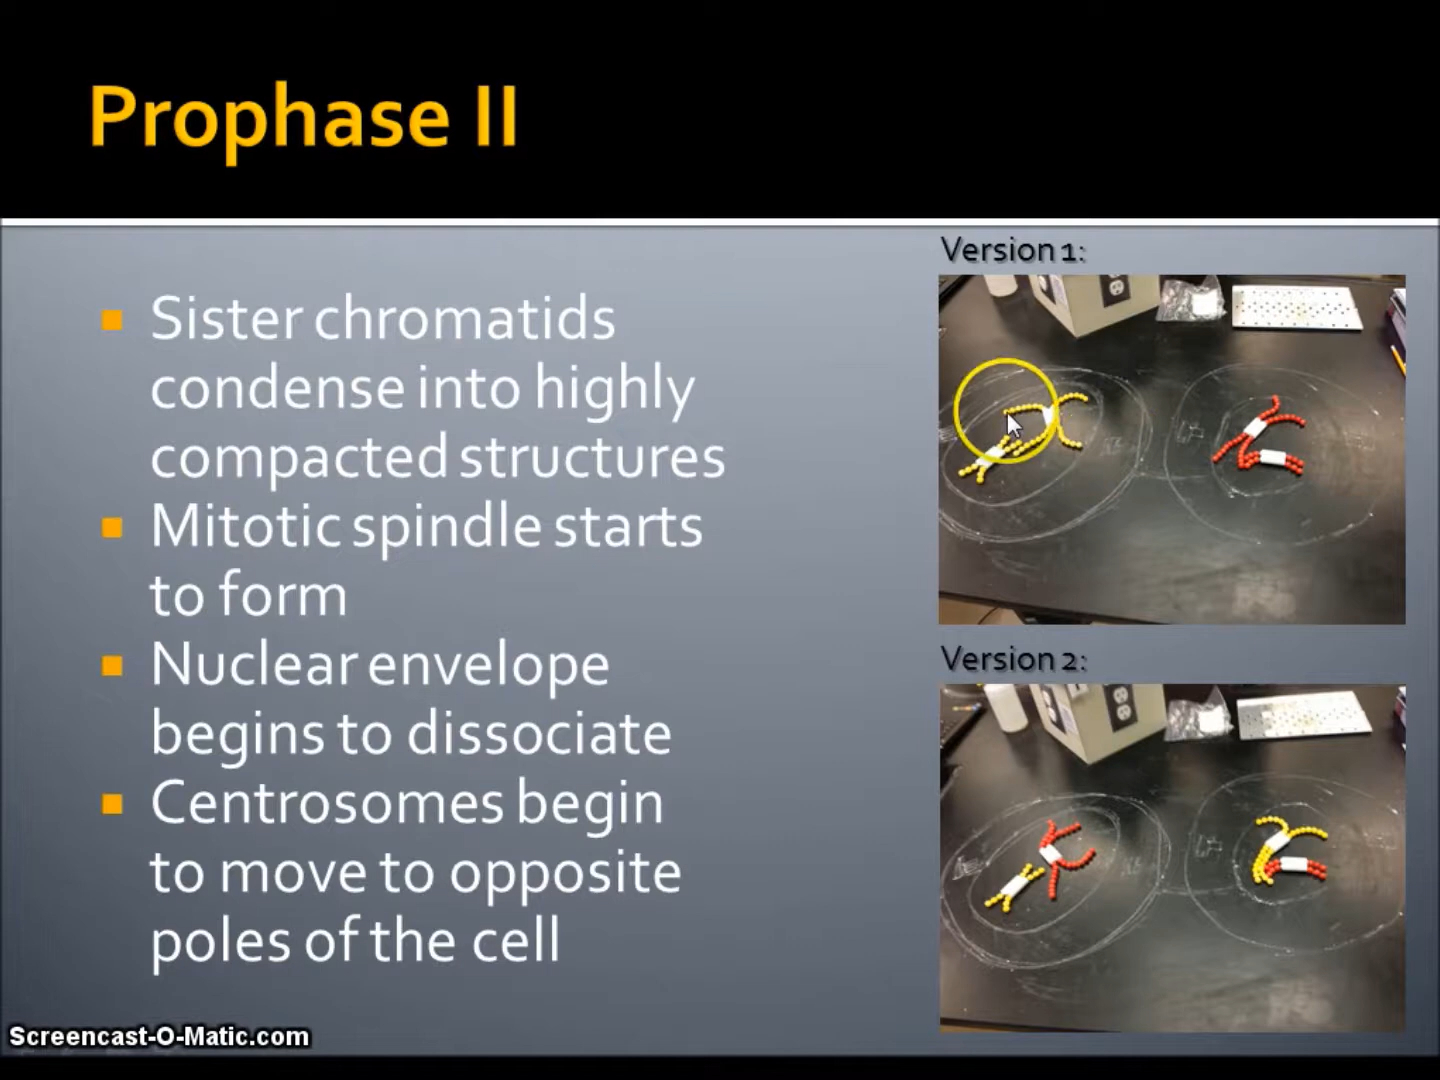 Prophase II
Version 1:
Sister chromatids
condense into highly
compacted structures
Mitotic spindle starts
to form
Nuclear envelope
begins to dissociate
Centrosomes begin
to move to opposite
poles of the cell
Version 2:
Screencast-O-Matic.com